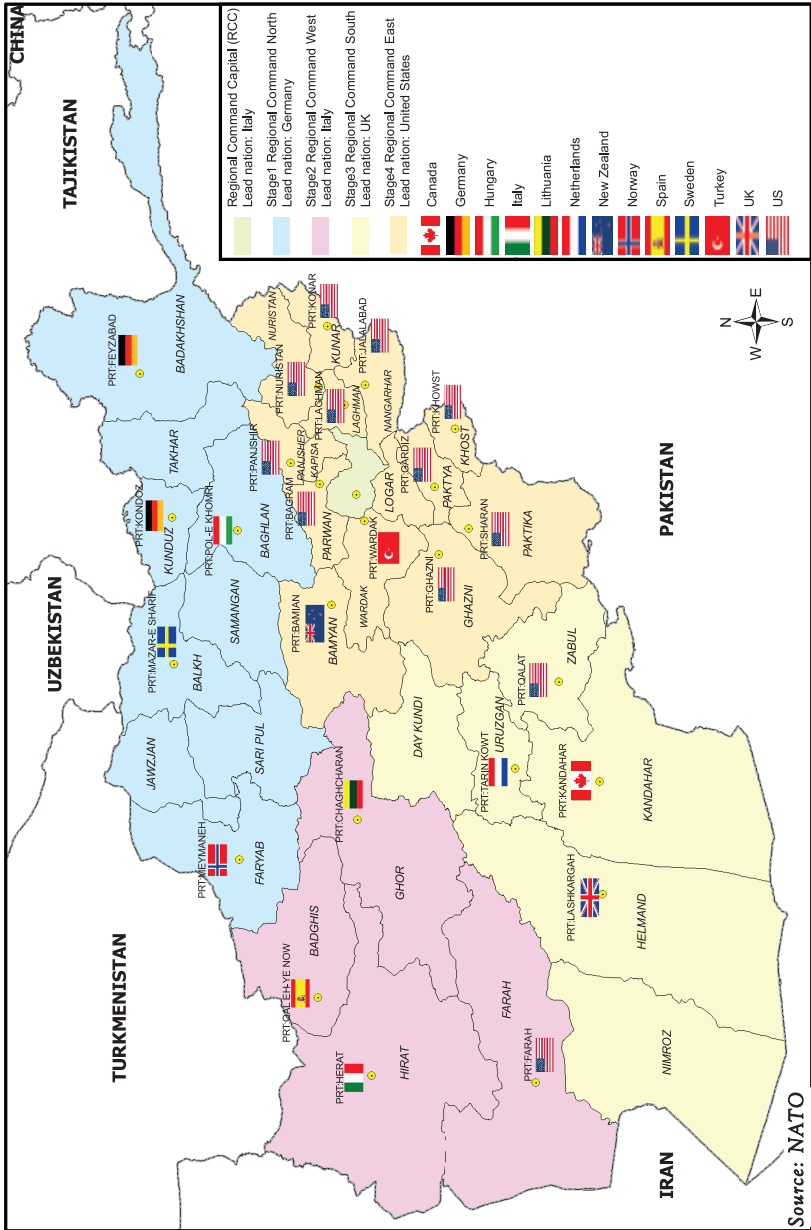 CHINA
TAJIKISTAN
UZBEKISTAN
TURKMENISTAN
IRAN
PAKISTAN
PRT:FEYZABAD
BADAKHSHAN
TAKHAR
PRT:KONDOZ
KUNDUZ
PRT:POL-E KHOMRI
BAGHLAN
PRT:MAZAR-E SHARIF
BALKH
SAMANGAN
JAWZJAN
SARI PUL
PRT:MEYMANEH
FARYAB
NURISTAN
PRT:KONAR
PRT:NURISTAN
KUNAR
PRT:JALALABAD
PRT:LAGHMAN
LAGHMAN
NANGARHAR
PRT:PANJSHIR
PANJSHER
KAPISA
PRT:BAGRAM
PARWAN
LOGAR
PRT:GARDIZ
PAKTYA
PRT:KHOWST
KHOST
PRT:WARDAK
WARDAK
PRT:BAMIAN
BAMYAN
PRT:GHAZNI
GHAZNI
PRT:SHARAN
PAKTIKA
PRT:CHAGHCHARAN
GHOR
BADGHIS
PRT:QAL'EH-YE NOW
PRT:HERAT
HIRAT
FARAH
PRT:FARAH
DAY KUNDI
URUZGAN
PRT:TARIN KOWT
PRT:QALAT
ZABUL
PRT:KANDAHAR
KANDAHAR
PRT:LASHKARGAH
HELMAND
NIMROZ
N
E
S
W
Regional Command Capital (RCC)
Lead nation: Italy
Stage1 Regional Command North
Lead nation: Germany
Stage2 Regional Command West
Lead nation: Italy
Stage3 Regional Command South
Lead nation: UK
Stage4 Regional Command East
Lead nation: United States
Canada
Germany
Hungary
Italy
Lithuania
Netherlands
New Zealand
Norway
Spain
Sweden
Turkey
UK
US
Source: NATO